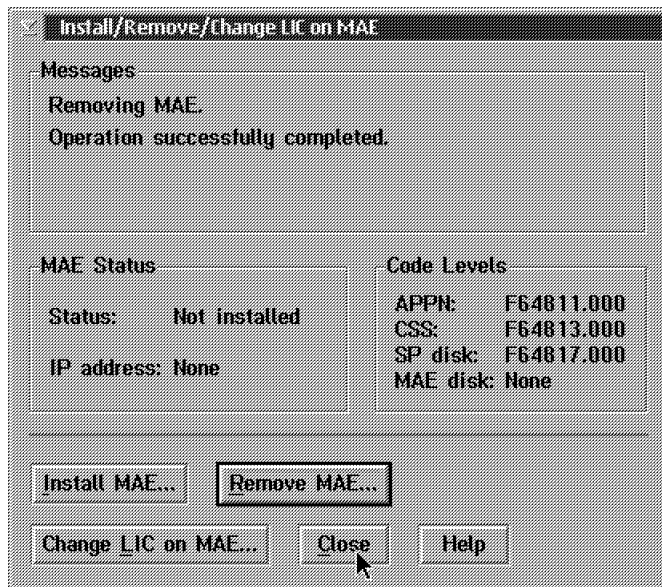 Install/Remove/Change LIC on MAE
Messages
Removing MAE.
Operation successfully completed.
MAE Status
Status: Not installed
IP address: None
Code Levels
APPN: F64811.000
CSS: F64813.000
SP disk: F64817.000
MAE disk: None
Install MAE...
Remove MAE...
Change LIC on MAE...
Close
Help